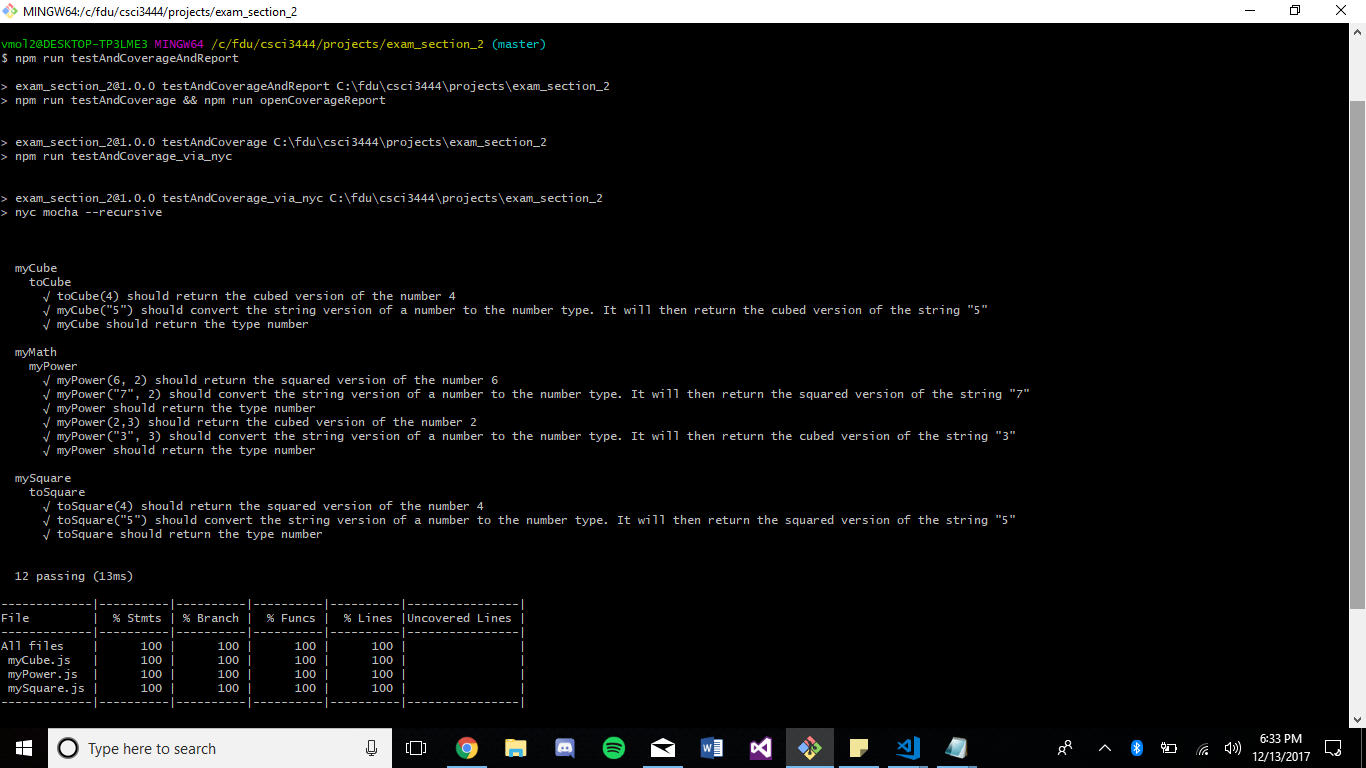 MINGW64:/c/fdu/csci3444/projects/exam_section_2
vmol2@DESKTOP-TP3LME3 MINGW64 /c/fdu/csci3444/projects/exam_section_2 (master)
$ npm run testAndCoverageAndReport
> exam_section_2@1.0.0 testAndCoverageAndReport C:\fdu\csci3444\projects\exam_section_2
> npm run testAndCoverage && npm run openCoverageReport
> exam_section_2@1.0.0 testAndCoverage C:\fdu\csci3444\projects\exam_section_2
> npm run testAndCoverage_via_nyc
> exam_section_2@1.0.0 testAndCoverage_via_nyc C:\fdu\csci3444\projects\exam_section_2
> nyc mocha --recursive
myCube
toCube
√ toCube(4) should return the cubed version of the number 4
√ myCube("5") should convert the string version of a number to the number type. It will then return the cubed version of the string "5"
√ myCube should return the type number
myMath
myPower
√ myPower(6, 2) should return the squared version of the number 6
√ myPower("7", 2) should convert the string version of a number to the number type. It will then return the squared version of the string "7"
√ myPower should return the type number
√ myPower(2,3) should return the cubed version of the number 2
√ myPower("3", 3) should convert the string version of a number to the number type. It will then return the cubed version of the string "3"
√ myPower should return the type number
mySquare
toSquare
√ toSquare(4) should return the squared version of the number 4
√ toSquare("5") should convert the string version of a number to the number type. It will then return the squared version of the string "5"
√ toSquare should return the type number
12 passing (13ms)
-------------|----------|----------|----------|----------|----------------|
File         |  % Stmts | % Branch |  % Funcs |  % Lines |Uncovered Lines |
-------------|----------|----------|----------|----------|----------------|
All files    |      100 |      100 |      100 |      100 |                |
 myCube.js   |      100 |      100 |      100 |      100 |                |
 myPower.js  |      100 |      100 |      100 |      100 |                |
 mySquare.js |      100 |      100 |      100 |      100 |                |
-------------|----------|----------|----------|----------|----------------|
Type here to search
6:33 PM
12/13/2017